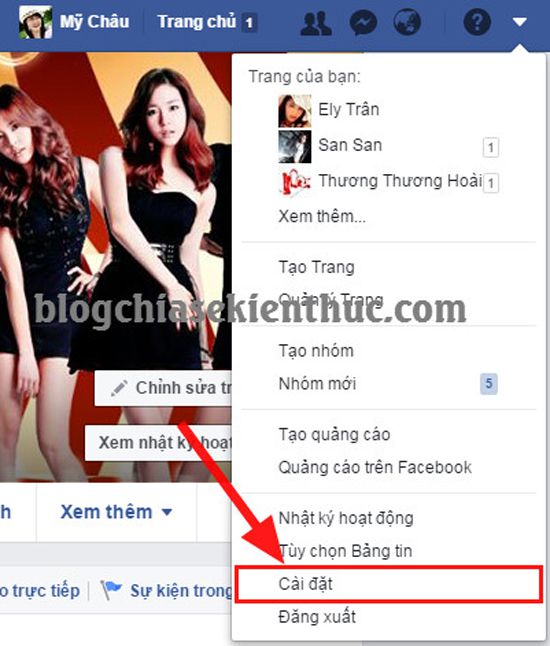 Mỹ Châu Trang chủ 1 ?
Trang của bạn:
Ely Trân
San San 1
Thương Thương Hoài 1
Xem thêm...
Tạo Trang
Quản lý Trang
blogchiasekienthuc.com
Tạo nhóm
Nhóm mới 5
Chỉnh sửa tr
Tạo quảng cáo
Xem nhật ký hoạt
Quảng cáo trên Facebook
h Xem thêm
Nhật ký hoạt động
Tùy chọn Bảng tin
o trực tiếp Sự kiện trong
Cài đặt
Đăng xuất